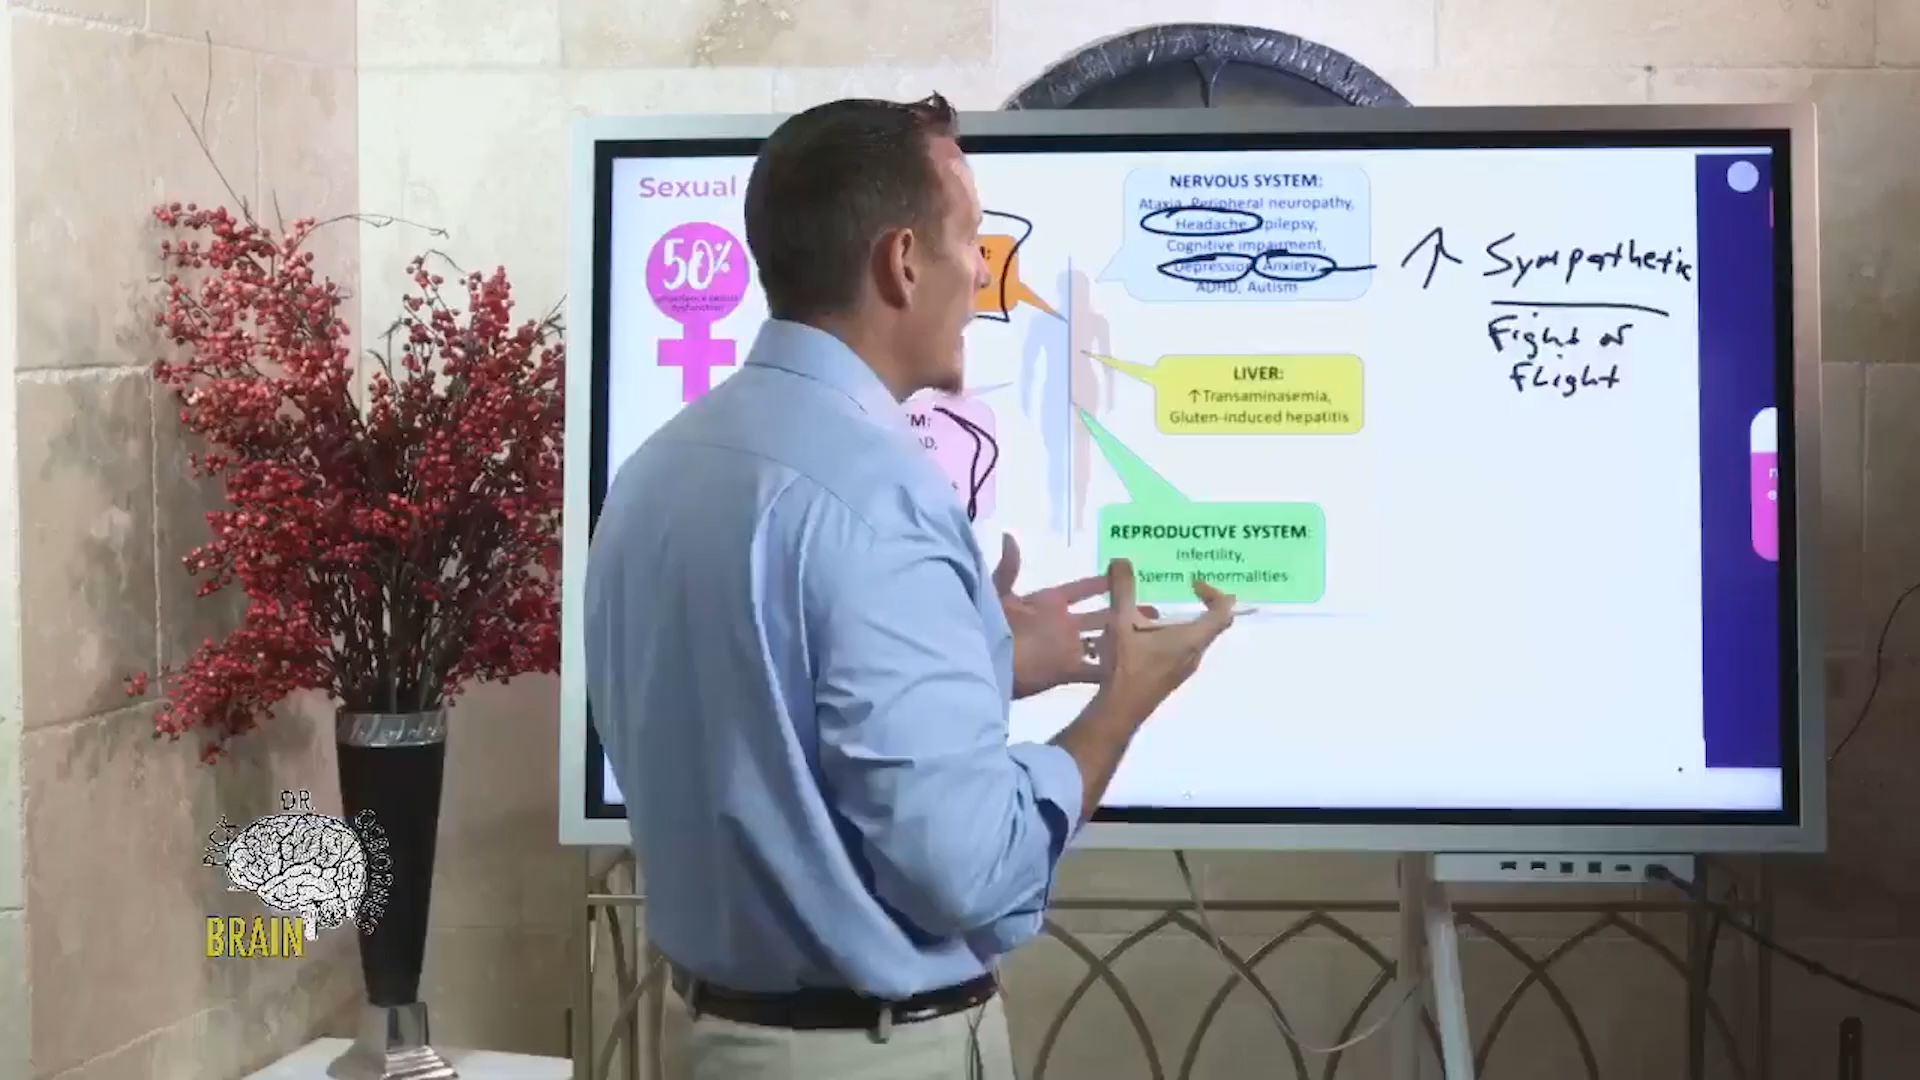 Sexual
50%
NERVOUS SYSTEM:
Ataxia, Peripheral neuropathy,
Headache, Epilepsy,
Cognitive impairment,
Depression, Anxiety,
ADHD, Autism
↑ Sympathetic
Fight or
Flight
LIVER:
↑Transaminasemia,
Gluten-induced hepatitis
REPRODUCTIVE SYSTEM:
Infertility,
Sperm abnormalities
DR.
BRAIN